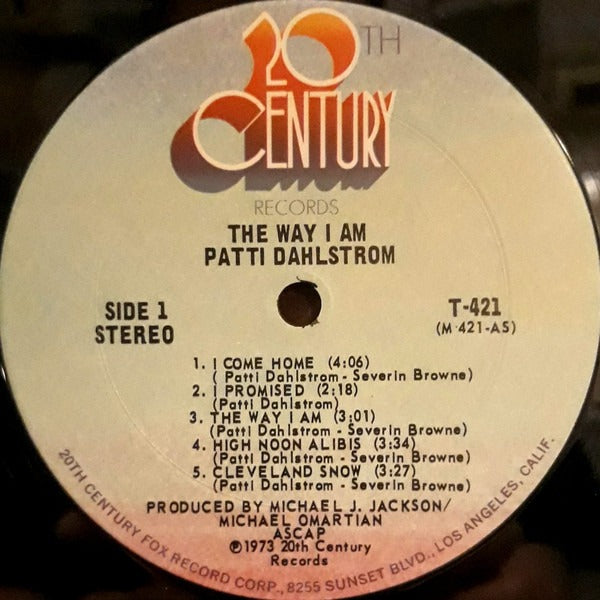 20TH
CENTURY
RECORDS
THE WAY I AM
PATTI DAHLSTROM
SIDE 1
STEREO
T-421
(M-421-AS)
1. I COME HOME (4:06)
( Patti Dahlstrom - Severin Browne)
2. I PROMISED (2:18)
(Patti Dahlstrom)
3. THE WAY I AM (3:01)
(Patti Dahlstrom - Severin Browne)
4. HIGH NOON ALIBIS (3:34)
(Patti Dahlstrom - Severin Browne)
5. CLEVELAND SNOW (3:27)
(Patti Dahlstrom - Severin Browne)
PRODUCED BY MICHAEL J. JACKSON/
MICHAEL OMARTIAN
ASCAP
℗1973 20th Century
Records
20TH CENTURY FOX RECORD CORP., 8255 SUNSET BLVD., LOS ANGELES, CALIF.